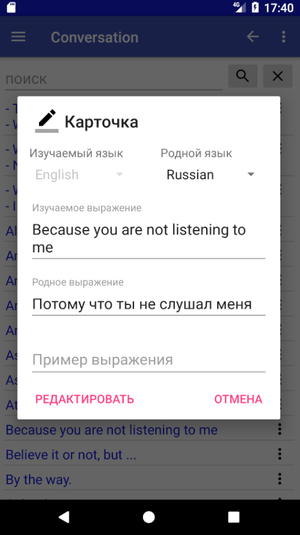 4G 17:40
Conversation
поиск
Карточка
Изучаемый язык Родной язык
English Russian
Изучаемое выражение
Because you are not listening to
me
Родное выражение
Потому что ты не слушал меня
Пример выражения
РЕДАКТИРОВАТЬ ОТМЕНА
Because you are not listening to me
Believe it or not, but ...
By the way.